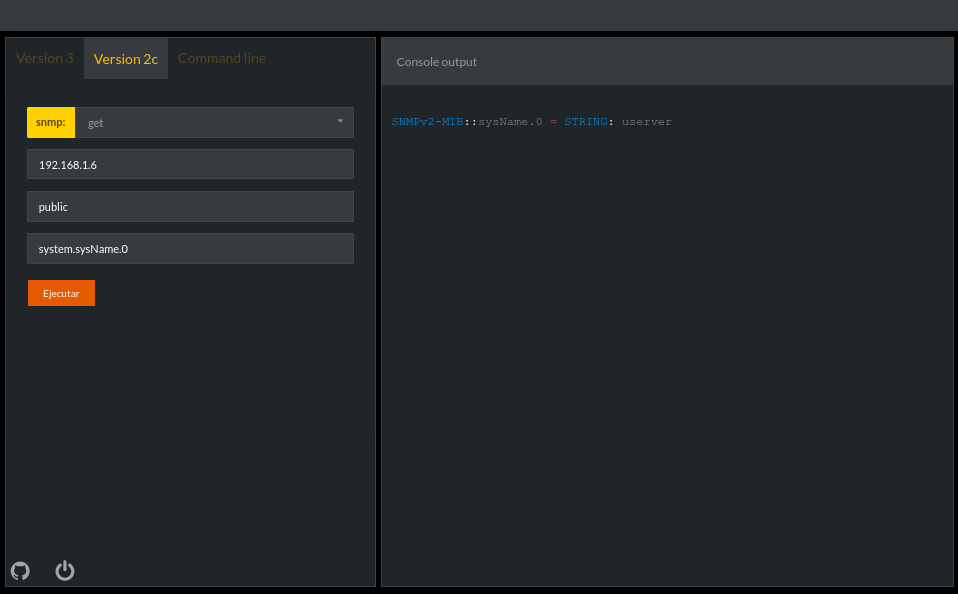 Version 3 Version 2c Command line
snmp: get
192.168.1.6
public
system.sysName.0
Ejecutar
Console output
SNMPv2-MIB::sysName.0 = STRING: userver